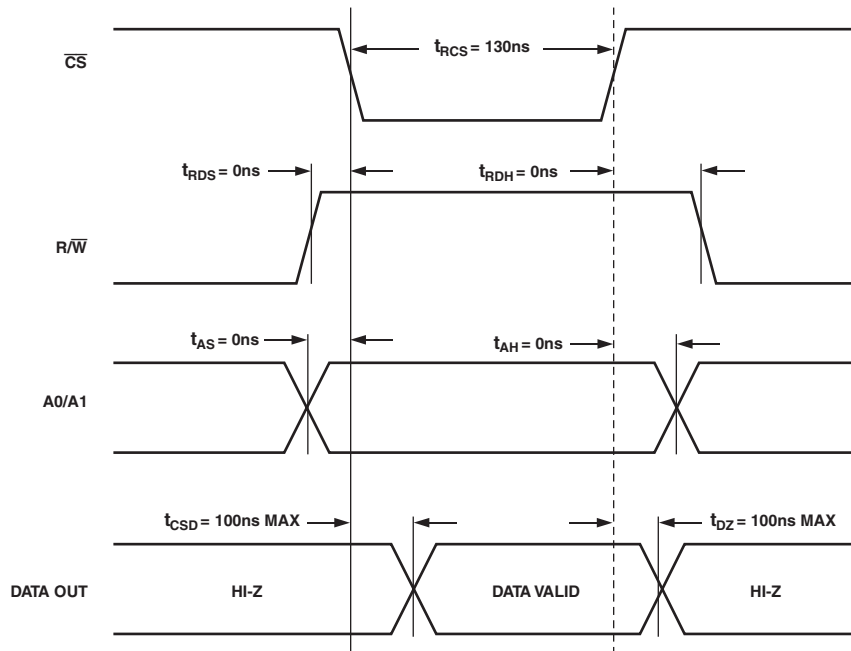 CS
tRCS = 130ns
tRDS = 0ns
tRDH = 0ns
R/W
tAS = 0ns
tAH = 0ns
A0/A1
tCSD = 100ns MAX
tDZ = 100ns MAX
DATA OUT
HI-Z
DATA VALID
HI-Z